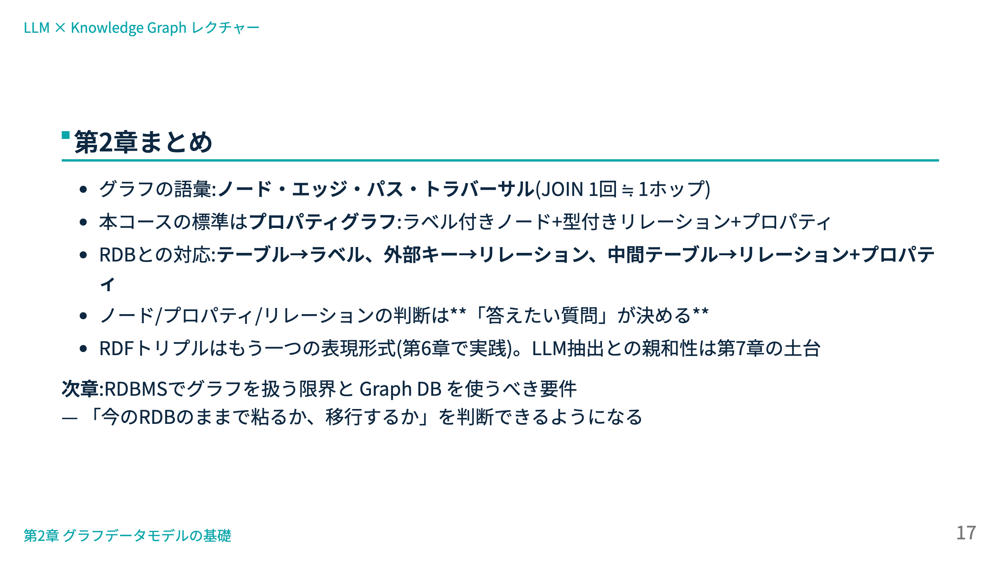 LLM × Knowledge Graph レクチャー
第2章まとめ
• グラフの語彙:ノード・エッジ・パス・トラバーサル(JOIN 1回 ≒ 1ホップ)
• 本コースの標準はプロパティグラフ:ラベル付きノード+型付きリレーション+プロパティ
• RDBとの対応:テーブル→ラベル、外部キー→リレーション、中間テーブル→リレーション+プロパテ
ィ
• ノード/プロパティ/リレーションの判断は**「答えたい質問」が決める**
• RDFトリプルはもう一つの表現形式(第6章で実践)。LLM抽出との親和性は第7章の土台
次章:RDBMSでグラフを扱う限界と Graph DB を使うべき要件
— 「今のRDBのままで粘るか、移行するか」を判断できるようになる
第2章 グラフデータモデルの基礎
17